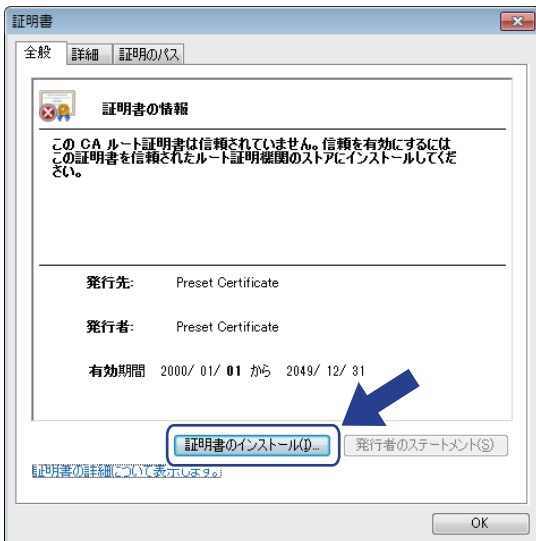 証明書
全般 詳細 証明のパス
証明書の情報
この CA ルート証明書は信頼されていません。信頼を有効にするには
この証明書を信頼されたルート証明機関のストアにインストールしてくだ
さい。
発行先: Preset Certificate
発行者: Preset Certificate
有効期間 2000/ 01/ 01 から 2049/ 12/ 31
証明書のインストール(I)... 発行者のステートメント(S)
証明書の詳細について表示します。
OK